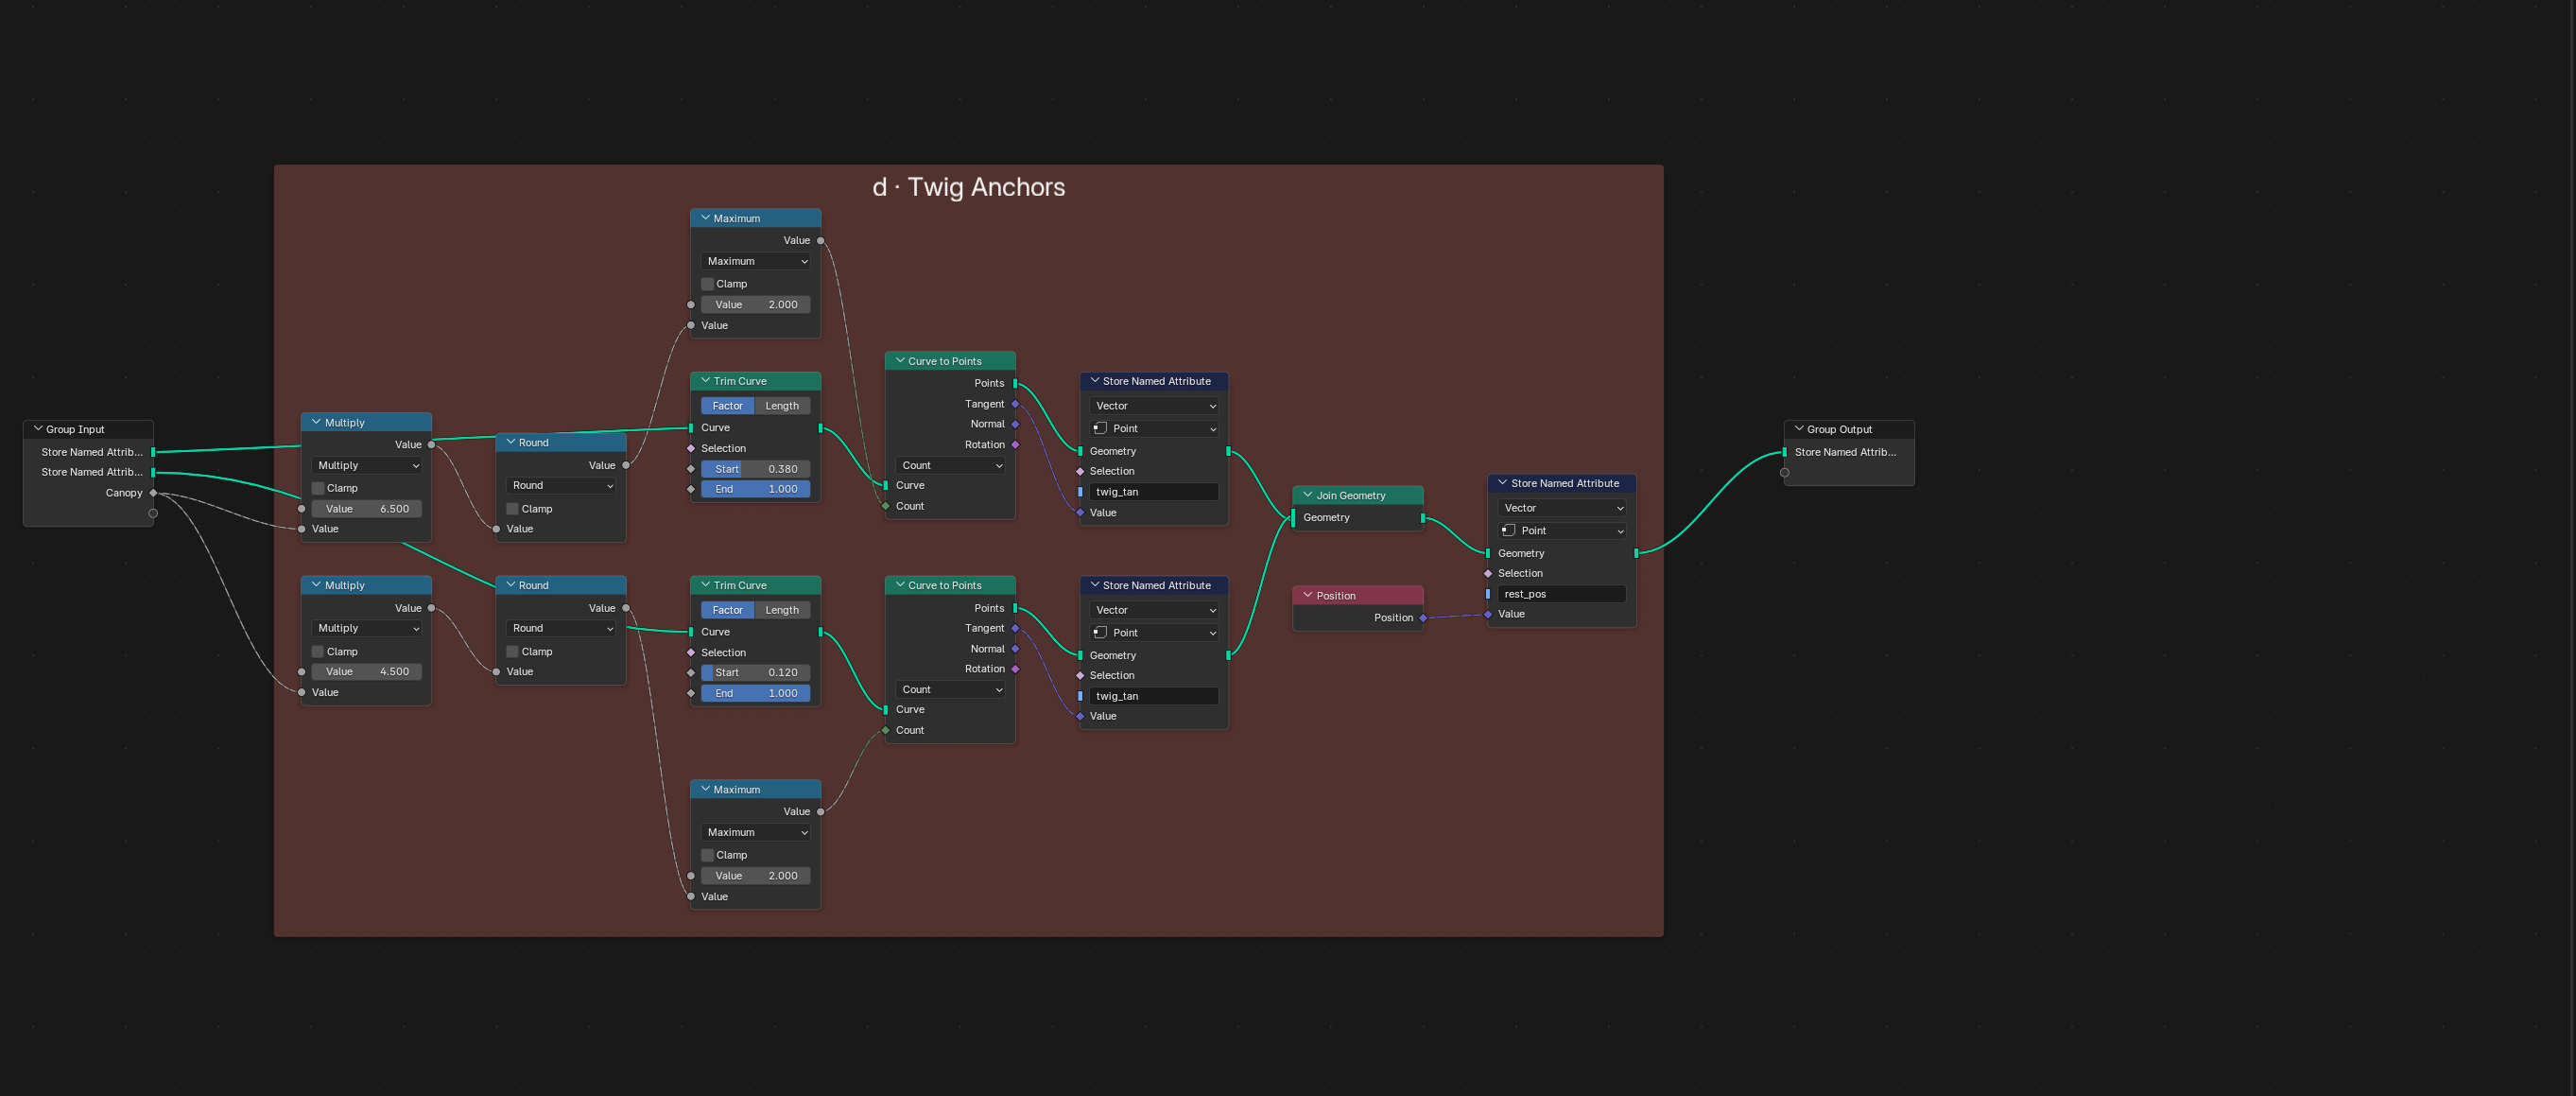 d · Twig Anchors
Maximum
Value
Maximum
Clamp
Value 2.000
Value
Group Input
Store Named Attrib...
Store Named Attrib...
Canopy
Multiply
Value
Multiply
Clamp
Value 6.500
Value
Round
Value
Round
Clamp
Value
Trim Curve
Factor Length
Curve
Selection
Start 0.380
End 1.000
Curve to Points
Points
Tangent
Normal
Rotation
Count
Curve
Count
Store Named Attribute
Vector
Point
Geometry
Selection
twig_tan
Value
Multiply
Value
Multiply
Clamp
Value 4.500
Value
Round
Value
Round
Clamp
Value
Trim Curve
Factor Length
Curve
Selection
Start 0.120
End 1.000
Curve to Points
Points
Tangent
Normal
Rotation
Count
Curve
Count
Store Named Attribute
Vector
Point
Geometry
Selection
twig_tan
Value
Maximum
Value
Maximum
Clamp
Value 2.000
Value
Join Geometry
Geometry
Position
Position
Store Named Attribute
Vector
Point
Geometry
Selection
rest_pos
Value
Group Output
Store Named Attrib...